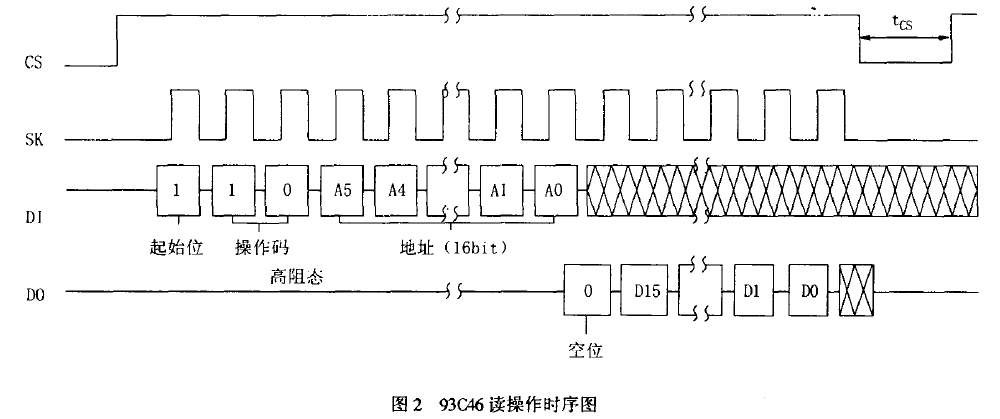 CS
tCS
SK
DI
1 1 0 A5 A4 A1 A0
起始位 操作码 地址（16bit）
高阻态
DO
0 D15 D1 D0
空位
图2 93C46读操作时序图